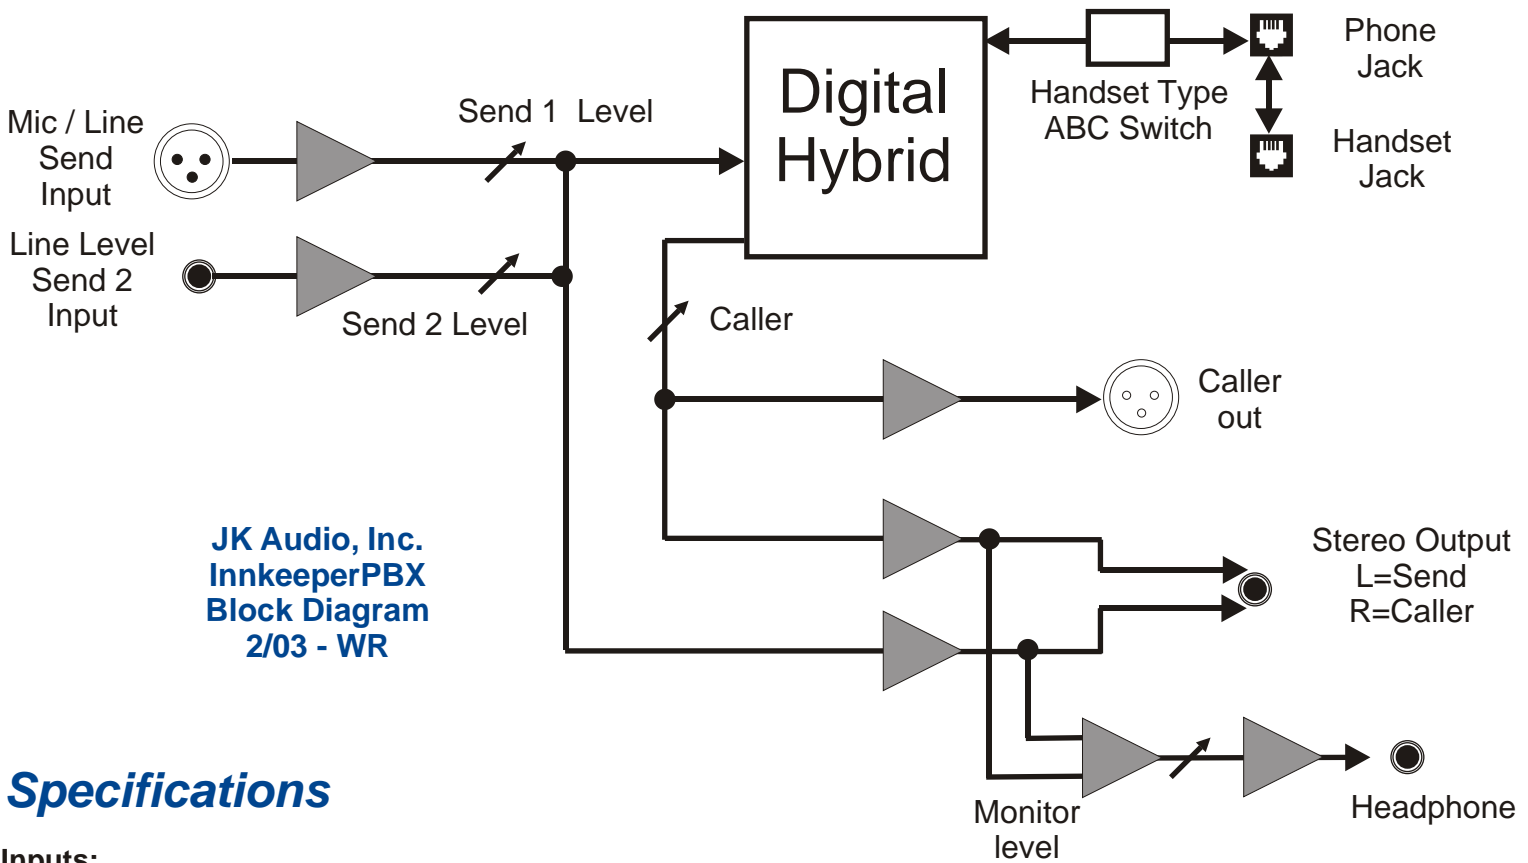 Mic / Line
Send
Input
Send 1 Level
Digital
Hybrid
Handset Type
ABC Switch
Phone
Jack
Handset
Jack
Line Level
Send 2
Input
Send 2 Level
Caller
Caller
out
JK Audio, Inc.
InnkeeperPBX
Block Diagram
2/03 - WR
Stereo Output
L=Send
R=Caller
Monitor
level
Headphone
Specifications
Inputs: